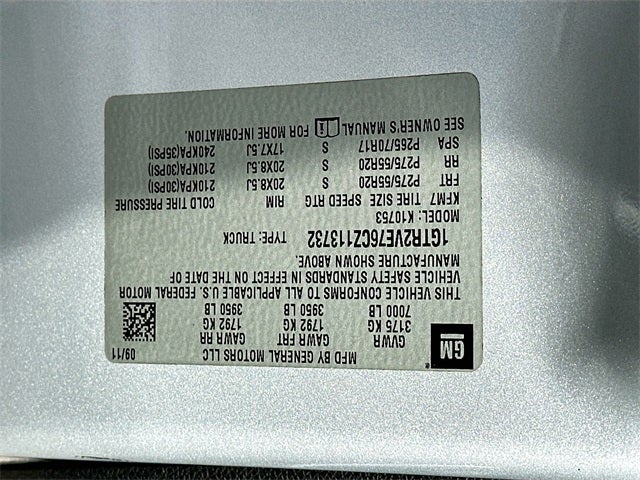 GM
MFD BY GENERAL MOTORS LLC 09/11
GVWR GAWR FRT GAWR RR
3175 KG 1792 KG 1792 KG
7000 LB 3950 LB 3950 LB
THIS VEHICLE CONFORMS TO ALL APPLICABLE U.S. FEDERAL MOTOR
VEHICLE SAFETY STANDARDS IN EFFECT ON THE DATE OF
MANUFACTURE SHOWN ABOVE.
1GTR2VE76CZ113732 TYPE: TRUCK
MODEL: K10753
KFM7 TIRE SIZE SPEED RTG RIM COLD TIRE PRESSURE
FRT P275/55R20 S 20X8.5J 210KPA(30PSI)
RR P275/55R20 S 20X8.5J 210KPA(30PSI)
SPA P265/70R17 S 17X7.5J 240KPA(35PSI)
SEE OWNER'S MANUAL FOR MORE INFORMATION.